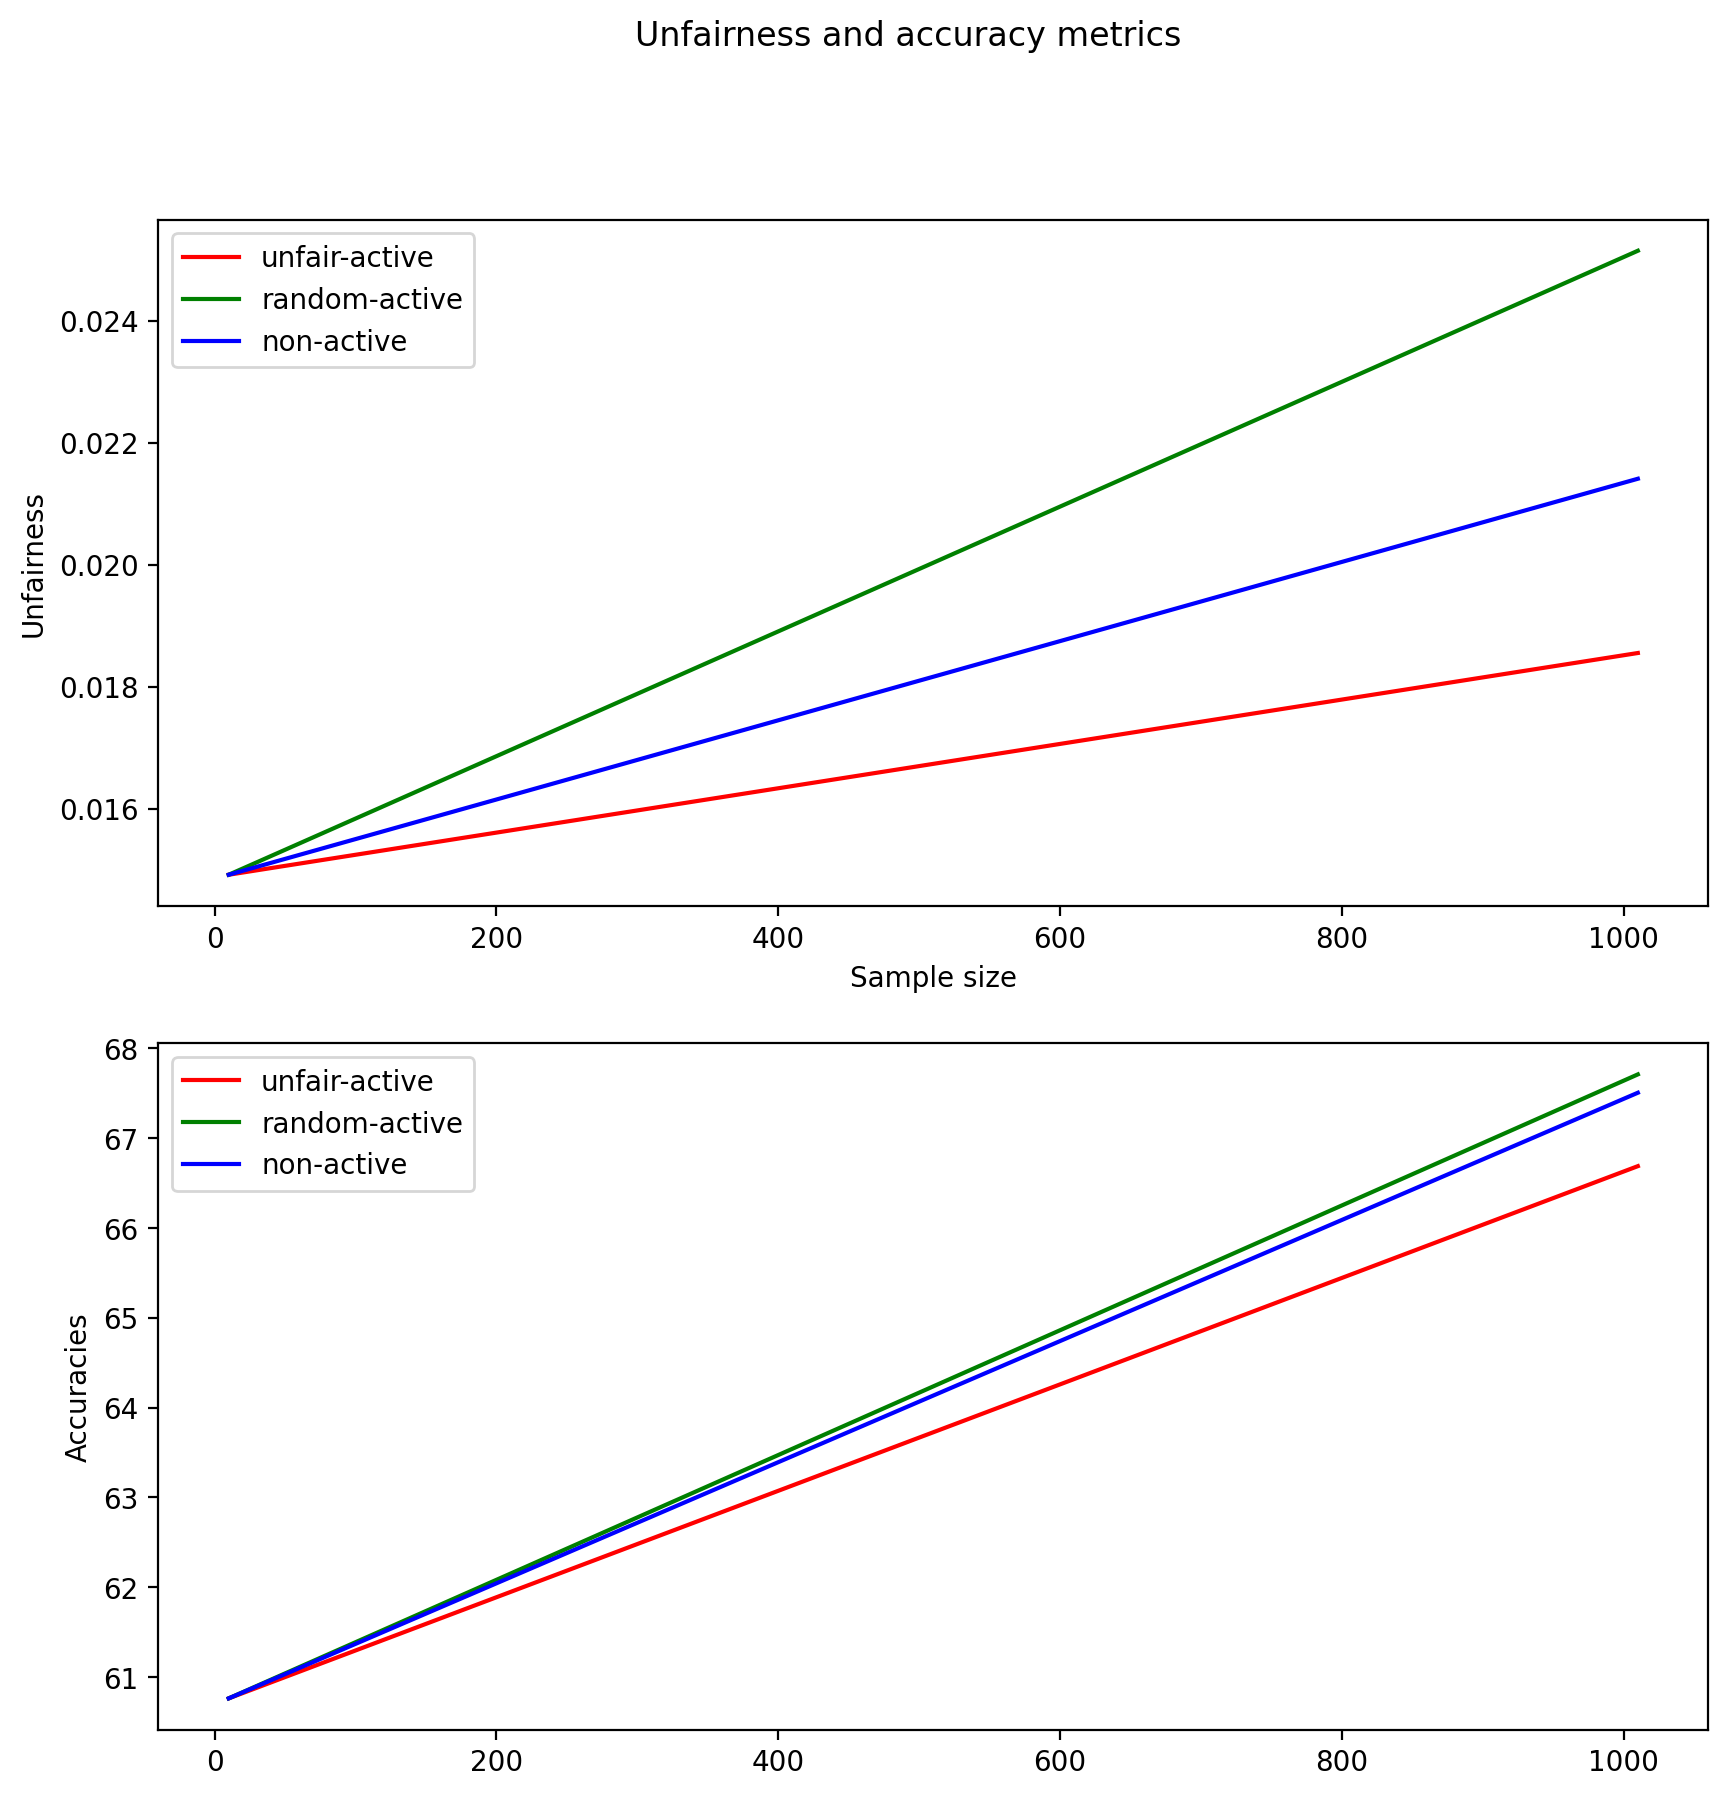 Unfairness and accuracy metrics
unfair-active
random-active
non-active
0.024
0.022
0.020
0.018
0.016
Unfairness
0 200 400 600 800 1000
Sample size
unfair-active
random-active
non-active
68
67
66
65
64
63
62
61
Accuracies
0 200 400 600 800 1000